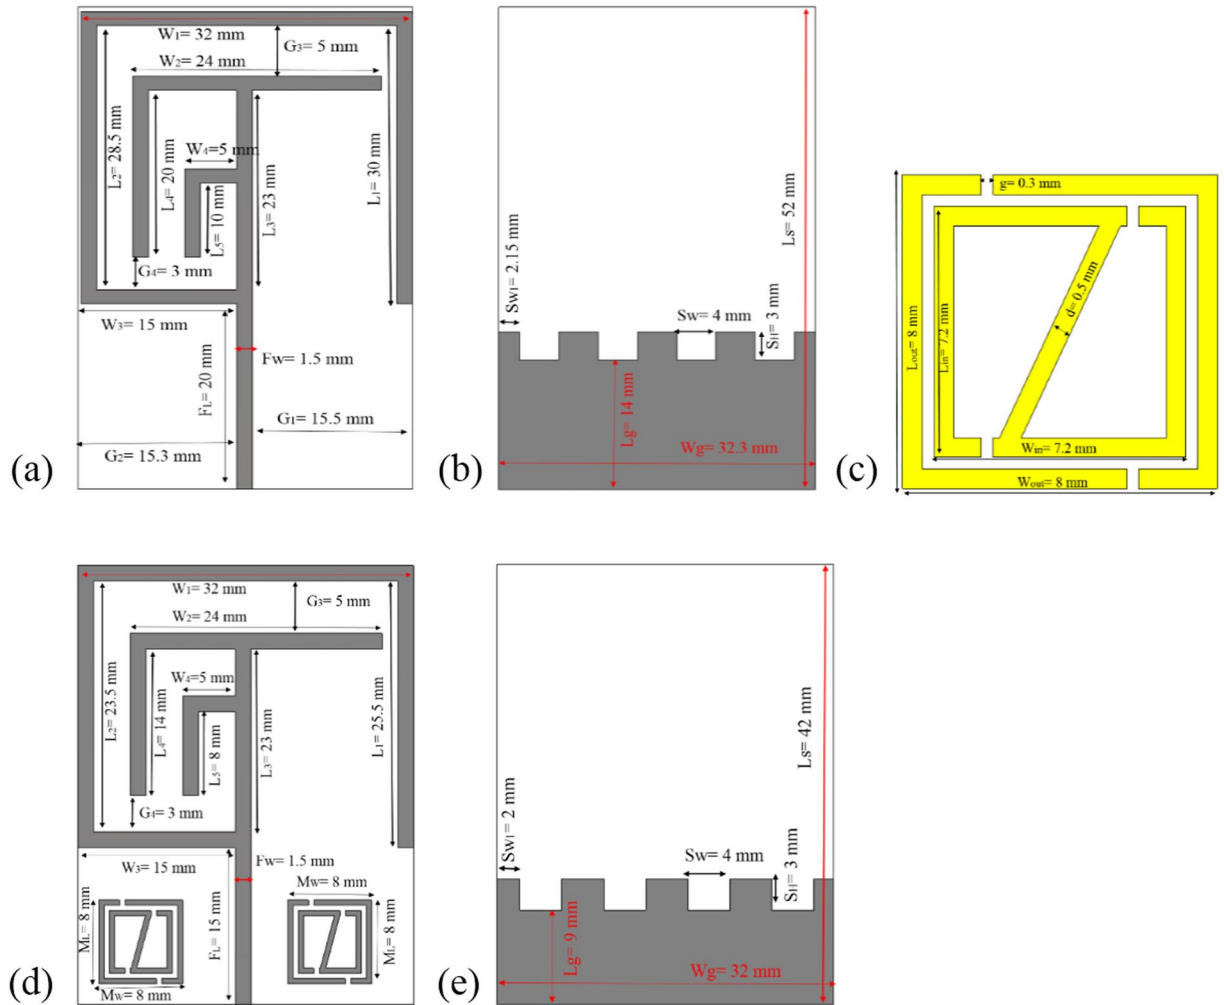 W1= 32 mm
G3= 5 mm
W2= 24 mm
L2= 28.5 mm
L4= 20 mm
W4=5 mm
L5= 10 mm
L3= 23 mm
L1= 30 mm
G4= 3 mm
W3= 15 mm
FW= 1.5 mm
FL= 20 mm
G1= 15.5 mm
G2= 15.3 mm
(a)
Ls= 52 mm
SW1= 2.15 mm
SW= 4 mm
SH= 3 mm
Lg= 14 mm
Wg= 32.3 mm
(b)
g= 0.3 mm
d= 0.5 mm
Lout= 8 mm
Lin= 7.2 mm
Win= 7.2 mm
Wout= 8 mm
(c)
W1= 32 mm
G3= 5 mm
W2= 24 mm
L2= 23.5 mm
L4= 14 mm
W4=5 mm
L5= 8 mm
L3= 23 mm
L1= 25.5 mm
G4= 3 mm
W3= 15 mm
FW= 1.5 mm
MW= 8 mm
ML= 8 mm
FL= 15 mm
ML= 8 mm
MW= 8 mm
(d)
Ls= 42 mm
SW1= 2 mm
SW= 4 mm
SH= 3 mm
Lg= 9 mm
Wg= 32 mm
(e)